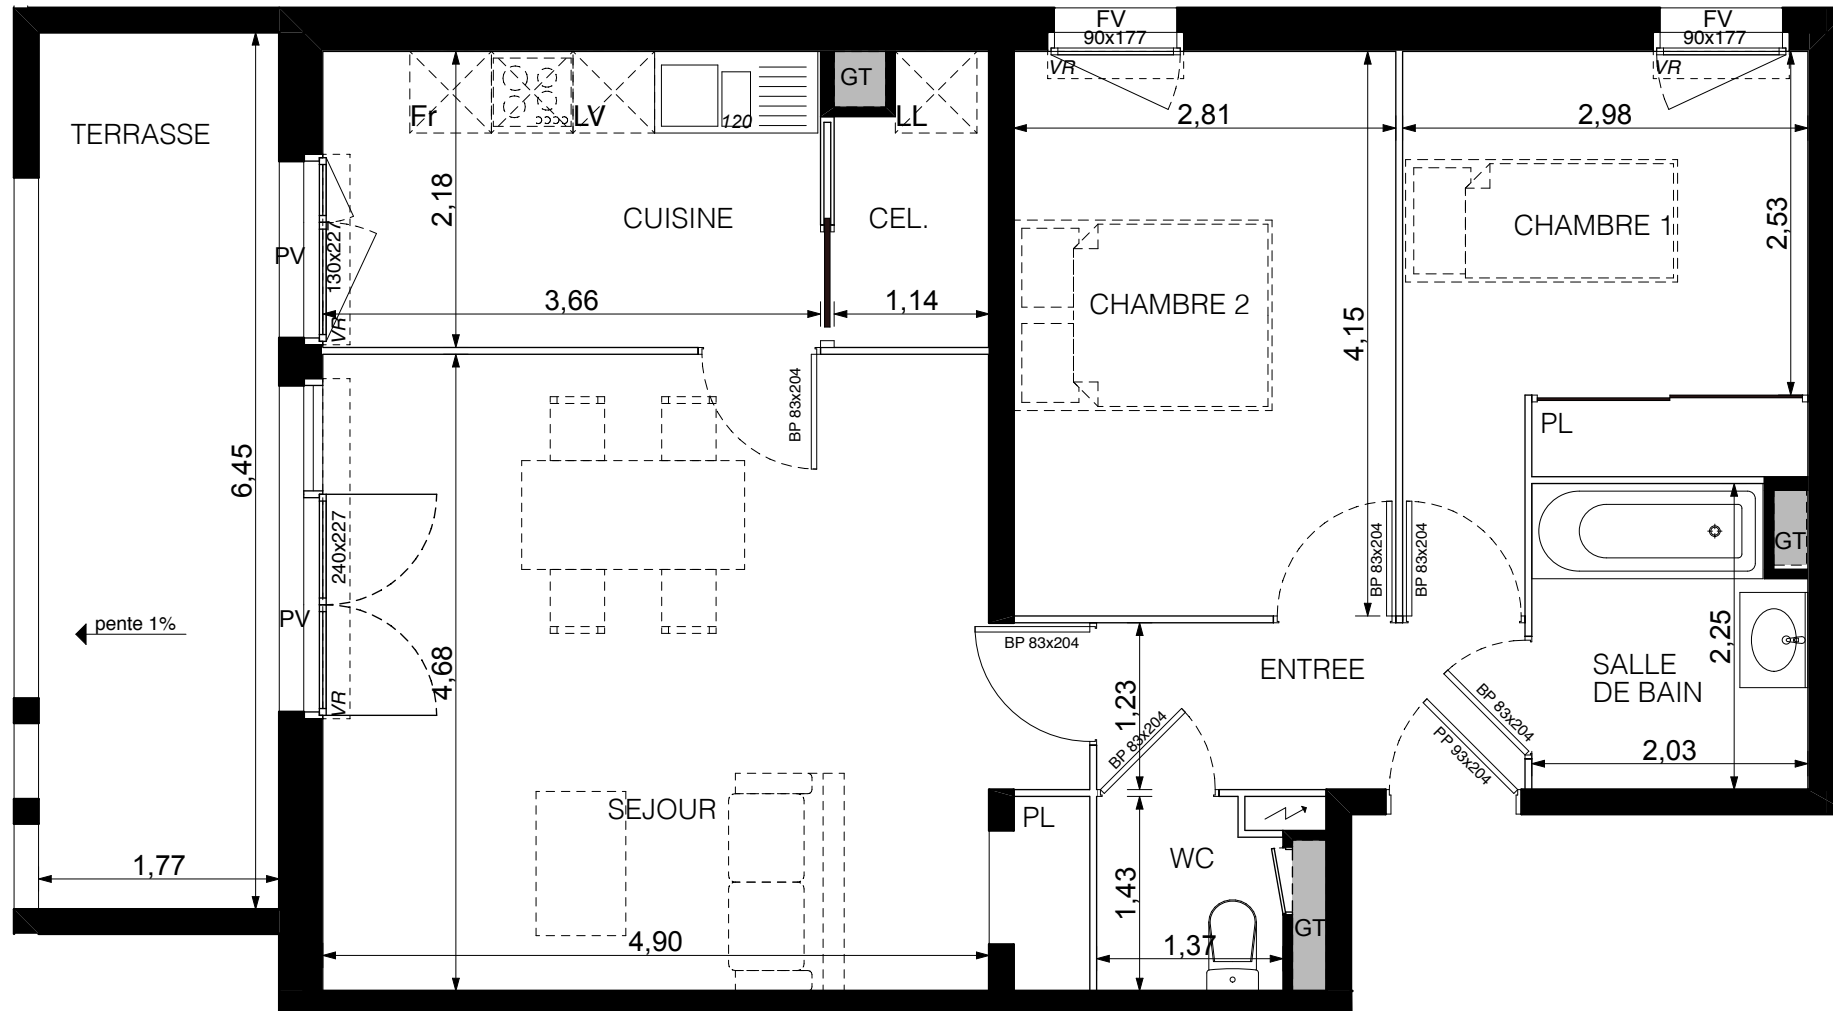 FV
90x177
VR
FV
90x177
VR
TERRASSE
Fr
LV
120
GT
LL
2,81
2,98
2,18
CUISINE
CEL.
CHAMBRE 1
2,53
PV
130x227
VR
3,66
1,14
CHAMBRE 2
4,15
BP 83x204
PL
6,45
240x227
PV
VR
pente 1%
4,68
BP 83x204
BP 83x204
GT
BP 83x204
ENTREE
1,23
BP 83x204
BP 83x204
PP 93x204
SALLE
DE BAIN
2,25
2,03
SEJOUR
PL
WC
1,77
1,43
GT
4,90
1,37